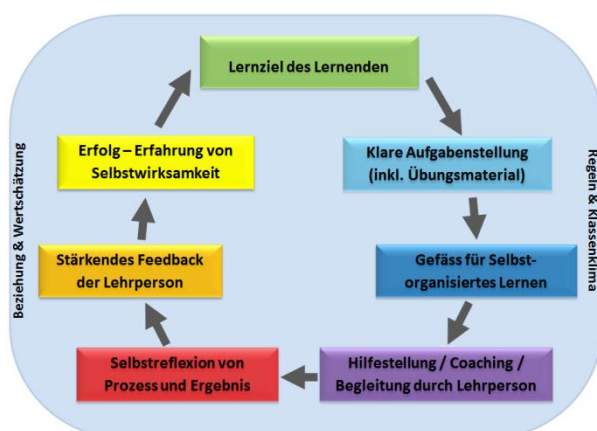 Lernziel des Lernenden
Klare Aufgabenstellung
(inkl. Übungsmaterial)
Gefäss für Selbst-
organisiertes Lernen
Hilfestellung / Coaching /
Begleitung durch Lehrperson
Selbstreflexion von
Prozess und Ergebnis
Stärkendes Feedback
der Lehrperson
Erfolg – Erfahrung von
Selbstwirksamkeit
Beziehung & Wertschätzung
Regeln & Klassenklima